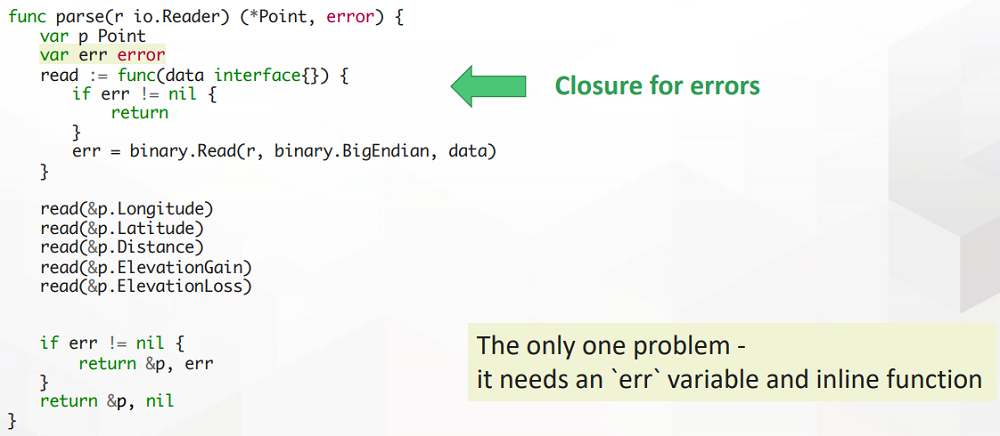 func parse(r io.Reader) (*Point, error) {
    var p Point
    var err error
    read := func(data interface{}) {
        if err != nil {
            return
        }
        err = binary.Read(r, binary.BigEndian, data)
    }
Closure for errors
    read(&p.Longitude)
    read(&p.Latitude)
    read(&p.Distance)
    read(&p.ElevationGain)
    read(&p.ElevationLoss)
    if err != nil {
        return &p, err
    }
    return &p, nil
}
The only one problem -
it needs an `err` variable and inline function